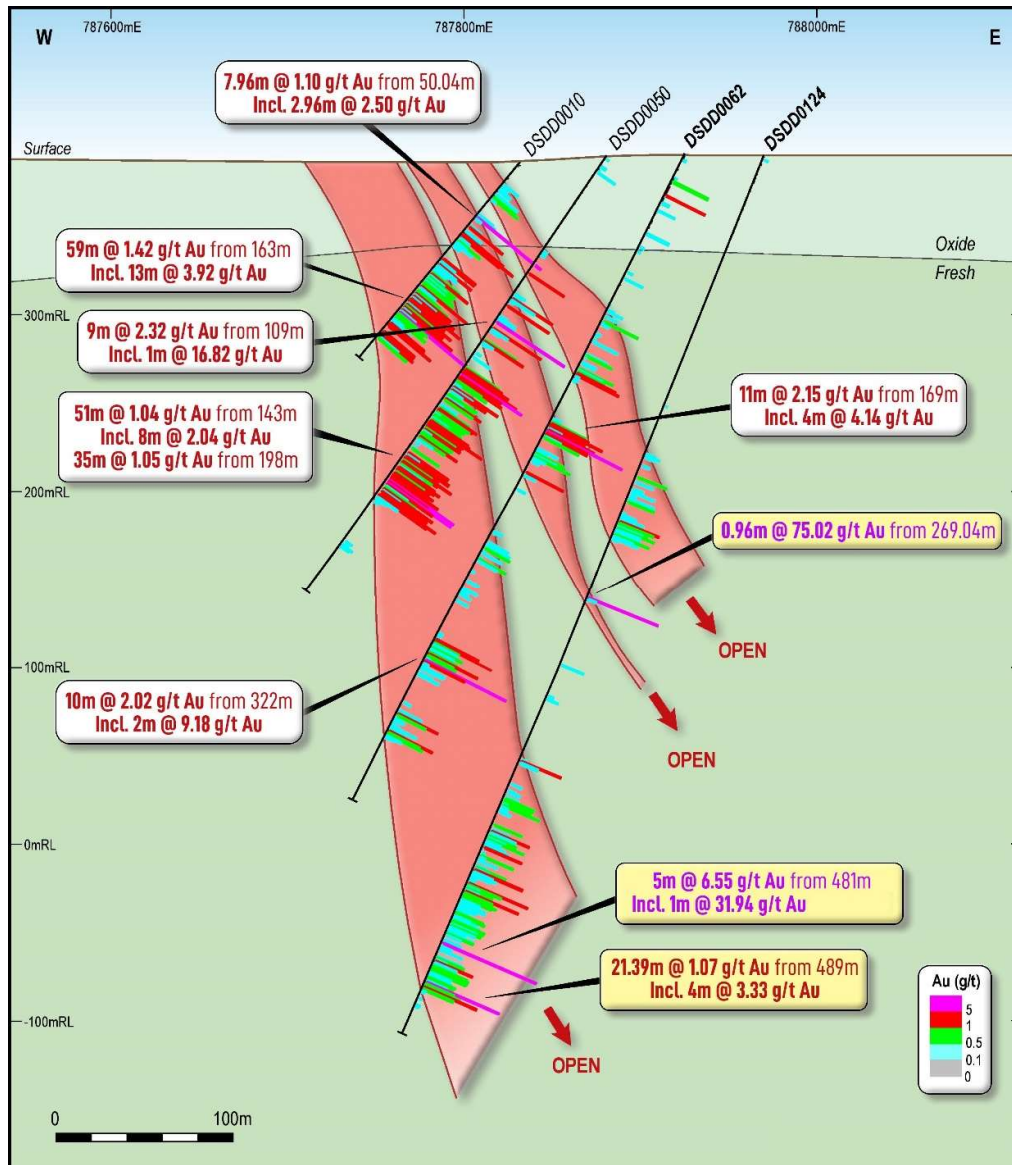 787600mE
787800mE
788000mE
W
E
7.96m @ 1.10 g/t Au from 50.04m
Incl. 2.96m @ 2.50 g/t Au
DSDD0010
DSDD0050
DSDD0062
DSDD0124
Surface
59m @ 1.42 g/t Au from 163m
Incl. 13m @ 3.92 g/t Au
Oxide
Fresh
300mRL
9m @ 2.32 g/t Au from 109m
Incl. 1m @ 16.82 g/t Au
51m @ 1.04 g/t Au from 143m
Incl. 8m @ 2.04 g/t Au
35m @ 1.05 g/t Au from 198m
11m @ 2.15 g/t Au from 169m
Incl. 4m @ 4.14 g/t Au
200mRL
0.96m @ 75.02 g/t Au from 269.04m
OPEN
100mRL
10m @ 2.02 g/t Au from 322m
Incl. 2m @ 9.18 g/t Au
OPEN
0mRL
5m @ 6.55 g/t Au from 481m
Incl. 1m @ 31.94 g/t Au
21.39m @ 1.07 g/t Au from 489m
Incl. 4m @ 3.33 g/t Au
-100mRL
OPEN
Au (g/t)
5
1
0.5
0.1
0
0
100m